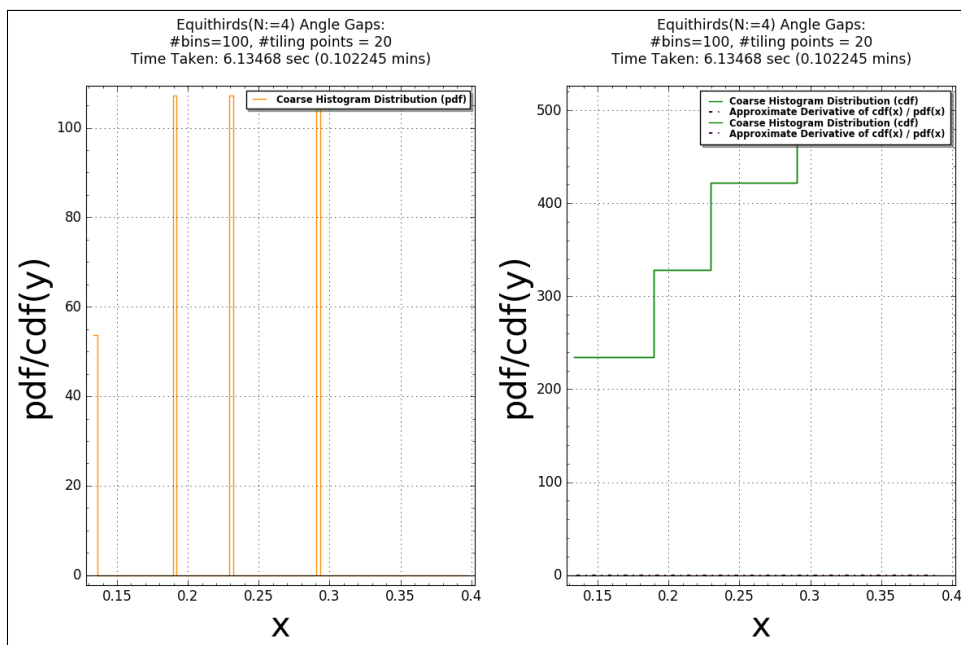 Equithirds(N:=4) Angle Gaps:
#bins=100, #tiling points = 20
Time Taken: 6.13468 sec (0.102245 mins)
Coarse Histogram Distribution (pdf)
100
80
60
40
20
0
0.15
0.2
0.25
0.3
0.35
0.4
pdf/cdf(y)
x
Equithirds(N:=4) Angle Gaps:
#bins=100, #tiling points = 20
Time Taken: 6.13468 sec (0.102245 mins)
Coarse Histogram Distribution (cdf)
Approximate Derivative of cdf(x) / pdf(x)
Coarse Histogram Distribution (cdf)
Approximate Derivative of cdf(x) / pdf(x)
500
400
300
200
100
0
0.15
0.2
0.25
0.3
0.35
0.4
pdf/cdf(y)
x